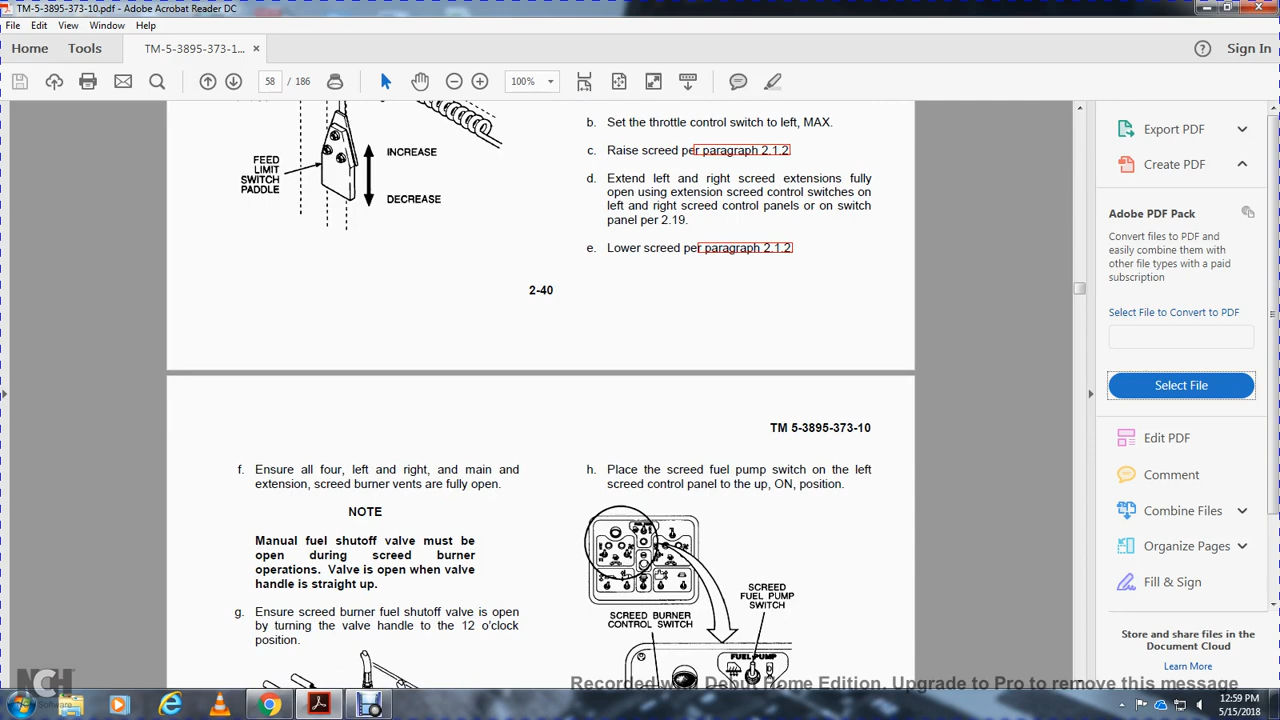 TM-5-3895-373-10.pdf - Adobe Acrobat Reader DC
File Edit View Window Help
Home Tools TM-5-3895-373-1... × Sign In
58 / 186 100%
INCREASE
FEED
LIMIT
SWITCH
PADDLE
DECREASE
b. Set the throttle control switch to left, MAX.
c. Raise screed per paragraph 2.1.2
d. Extend left and right screed extensions fully
open using extension screed control switches on
left and right screed control panels or on switch
panel per 2.19.
e. Lower screed per paragraph 2.1.2
2-40
TM 5-3895-373-10
f. Ensure all four, left and right, and main and
extension, screed burner vents are fully open.
NOTE
Manual fuel shutoff valve must be
open during screed burner
operations. Valve is open when valve
handle is straight up.
g. Ensure screed burner fuel shutoff valve is open
by turning the valve handle to the 12 o'clock
position.
h. Place the screed fuel pump switch on the left
screed control panel to the up, ON, position.
SCREED
FUEL PUMP
SWITCH
SCREED BURNER
CONTROL SWITCH
FUEL PUMP
Export PDF
Create PDF
Adobe PDF Pack
Convert files to PDF and
easily combine them with
other file types with a paid
subscription
Select File to Convert to PDF
Select File
Edit PDF
Comment
Combine Files
Organize Pages
Fill & Sign
Store and share files in the
Document Cloud
Learn More
NCH
Software
Recorded with Debut Home Edition. Upgrade to Pro to remove this message
12:59 PM
5/15/2018